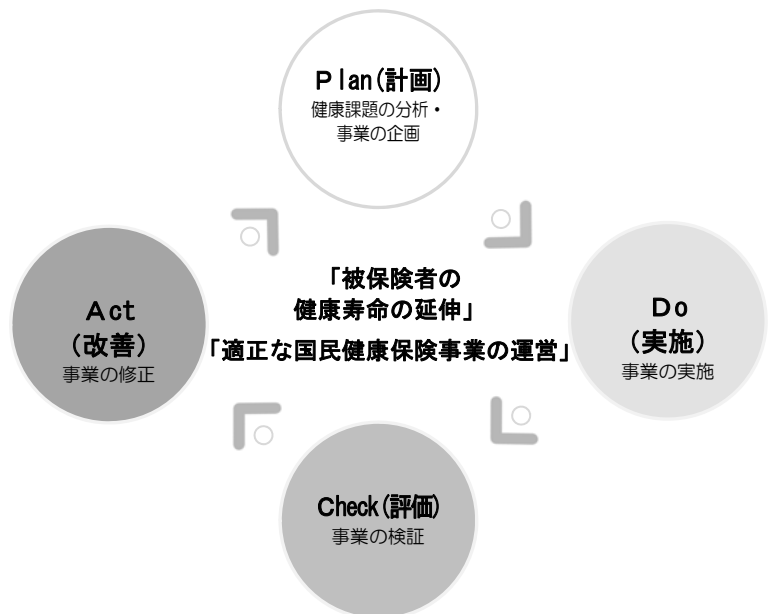 Plan(計画)
健康課題の分析・
事業の企画
「被保険者の
健康寿命の延伸」
「適正な国民健康保険事業の運営」
Do
(実施)
事業の実施
Check(評価)
事業の検証
Act
(改善)
事業の修正